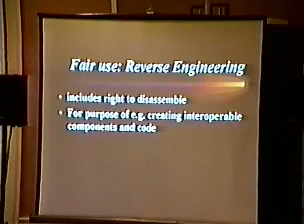 Fair use: Reverse Engineering
• includes right to disassemble
• For purpose of e.g. creating interoperable
components and code